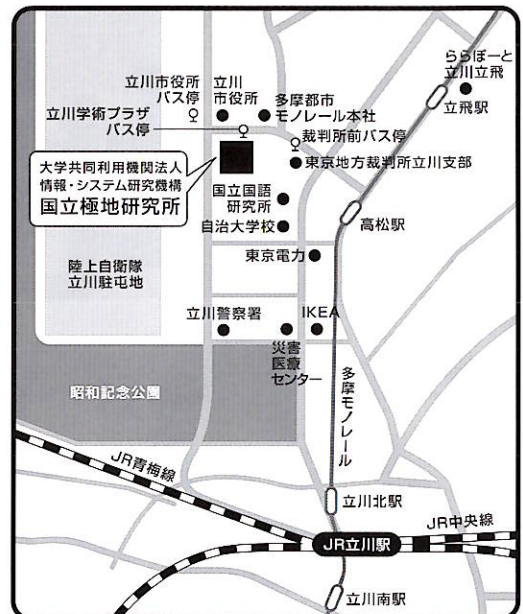 ららぽーと
立川立飛
立飛駅
立川市役所
バス停
立川
市役所
多摩都市
モノレール本社
立川学術プラザ
バス停
裁判所前バス停
東京地方裁判所立川支部
大学共同利用機関法人
情報・システム研究機構
国立極地研究所
国立国語
研究所
自治大学校
高松駅
東京電力
陸上自衛隊
立川駐屯地
立川警察署
IKEA
災害
医療
センター
昭和記念公園
多摩モノレール
JR青梅線
立川北駅
JR中央線
JR立川駅
立川南駅